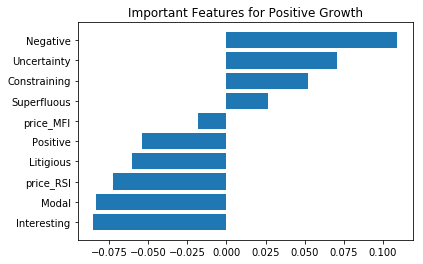 Important Features for Positive Growth
Negative
Uncertainty
Constraining
Superfluous
price_MFI
Positive
Litigious
price_RSI
Modal
Interesting
−0.075 −0.050 −0.025 0.000 0.025 0.050 0.075 0.100